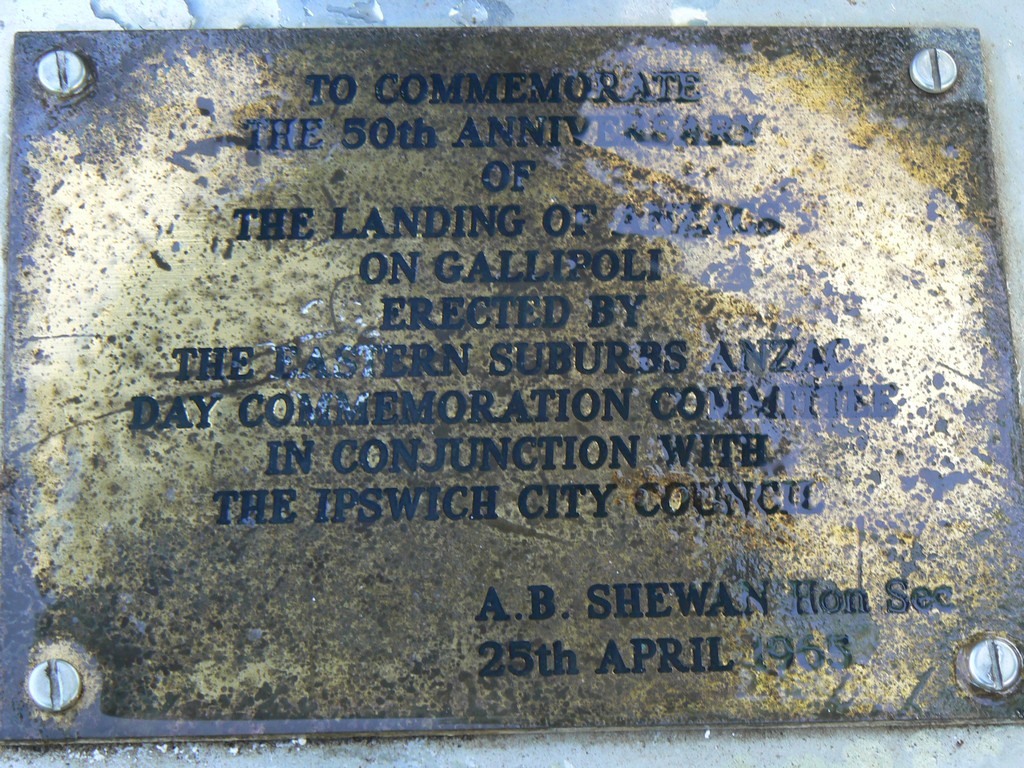 TO COMMEMORATE
THE 50th ANNIVERSARY
OF
THE LANDING OF ANZACS
ON GALLIPOLI
ERECTED BY
THE EASTERN SUBURBS ANZAC
DAY COMMEMORATION COMMITTEE
IN CONJUNCTION WITH
THE IPSWICH CITY COUNCIL
A.B. SHEWAN Hon Sec
25th APRIL 1965